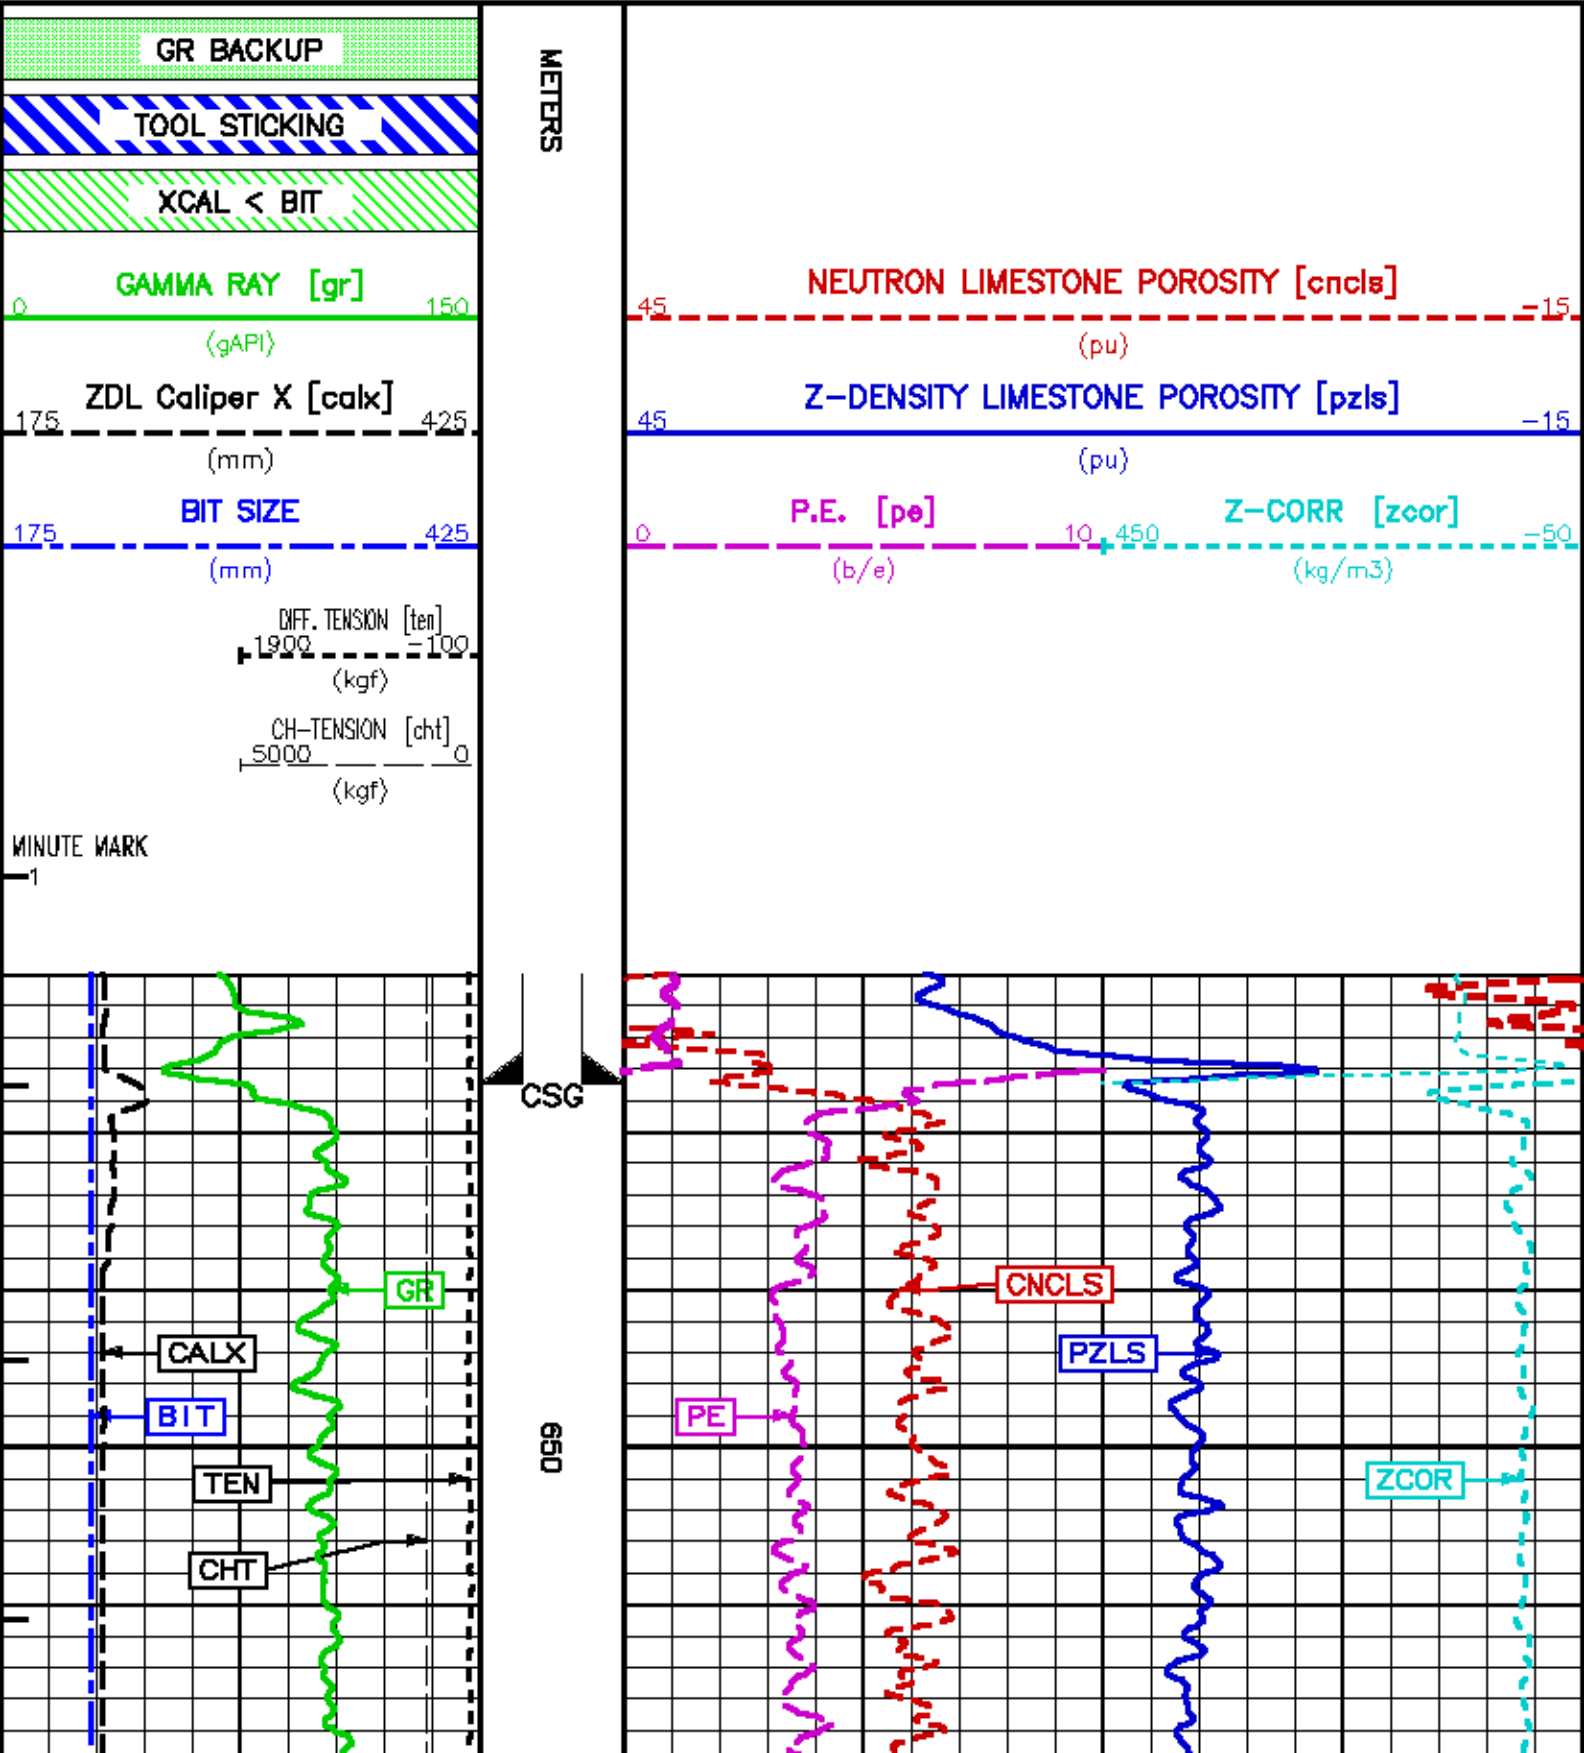 GR BACKUP
TOOL STICKING
XCAL < BIT
GAMMA RAY [gr]
0 150
(gAPI)
ZDL Caliper X [calx]
175 425
(mm)
BIT SIZE
175 425
(mm)
DIFF. TENSION [ten]
1900 -100
(kgf)
CH-TENSION [cht]
5000 0
(kgf)
MINUTE MARK
1
METERS
NEUTRON LIMESTONE POROSITY [cncls]
45 -15
(pu)
Z-DENSITY LIMESTONE POROSITY [pzls]
45 -15
(pu)
P.E. [pe] Z-CORR [zcor]
0 10 450 -50
(b/e) (kg/m3)
CSG
GR
CNCLS
CALX
PZLS
BIT
PE
650
TEN
ZCOR
CHT